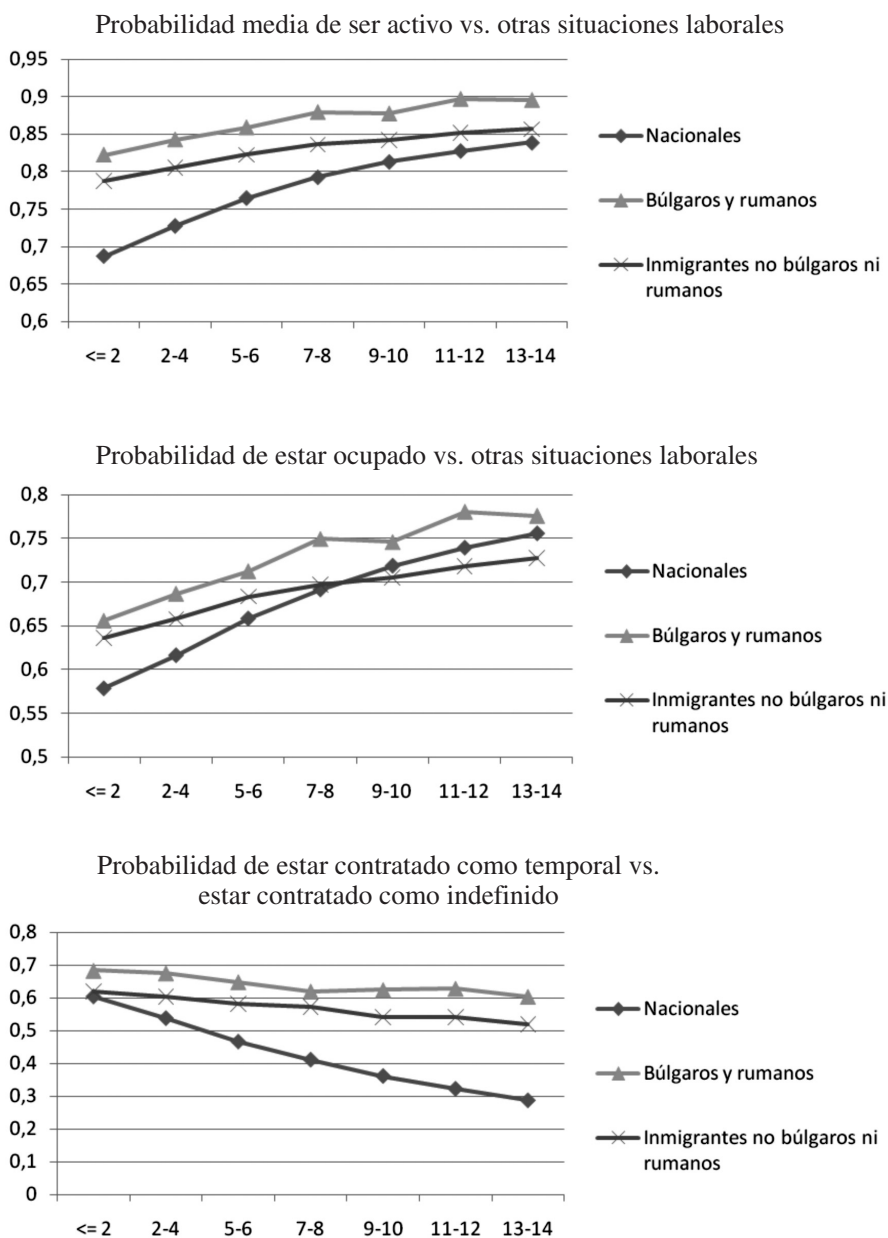 Probabilidad media de ser activo vs. otras situaciones laborales
0,95
0,9
0,85
0,8
0,75
0,7
0,65
0,6
<= 2 2-4 5-6 7-8 9-10 11-12 13-14
Nacionales
Búlgaros y rumanos
Inmigrantes no búlgaros ni
rumanos
Probabilidad de estar ocupado vs. otras situaciones laborales
0,8
0,75
0,7
0,65
0,6
0,55
0,5
<= 2 2-4 5-6 7-8 9-10 11-12 13-14
Nacionales
Búlgaros y rumanos
Inmigrantes no búlgaros ni
rumanos
Probabilidad de estar contratado como temporal vs.
estar contratado como indefinido
0,8
0,7
0,6
0,5
0,4
0,3
0,2
0,1
0
<= 2 2-4 5-6 7-8 9-10 11-12 13-14
Nacionales
Búlgaros y rumanos
Inmigrantes no búlgaros ni
rumanos